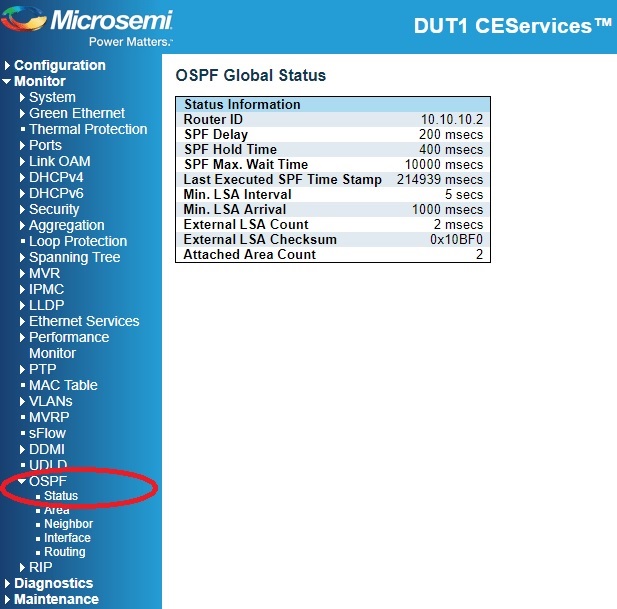 Microsemi
Power Matters.™
DUT1 CEServices™
Configuration
Monitor
System
Green Ethernet
Thermal Protection
Ports
Link OAM
DHCPv4
DHCPv6
Security
Aggregation
Loop Protection
Spanning Tree
MVR
IPMC
LLDP
Ethernet Services
Performance
Monitor
PTP
MAC Table
VLANs
MVRP
sFlow
DDMI
UDLD
OSPF
Status
Area
Neighbor
Interface
Routing
RIP
Diagnostics
Maintenance
OSPF Global Status
Status Information
Router ID 10.10.10.2
SPF Delay 200 msecs
SPF Hold Time 400 msecs
SPF Max. Wait Time 10000 msecs
Last Executed SPF Time Stamp 214939 msecs
Min. LSA Interval 5 secs
Min. LSA Arrival 1000 msecs
External LSA Count 2 msecs
External LSA Checksum 0x10BF0
Attached Area Count 2